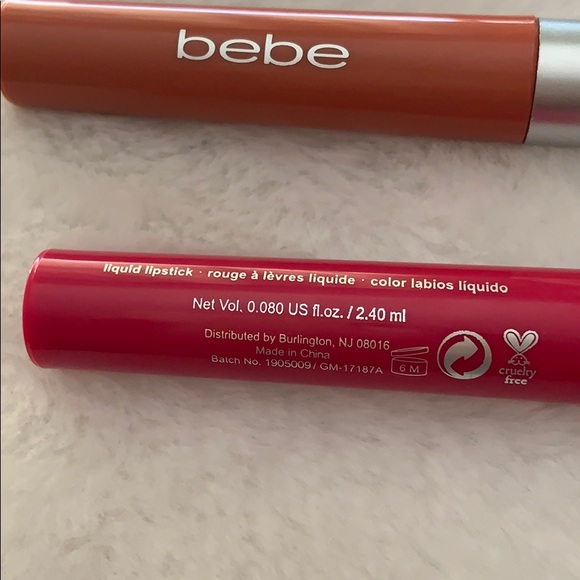 bebe
liquid lipstick · rouge à lèvres liquide · color labios líquido
Net Vol. 0.080 US fl.oz. / 2.40 ml
Distributed by Burlington, NJ 08016
Made in China
Batch No. 1905009 / GM-17187A
6 M
cruelty
free